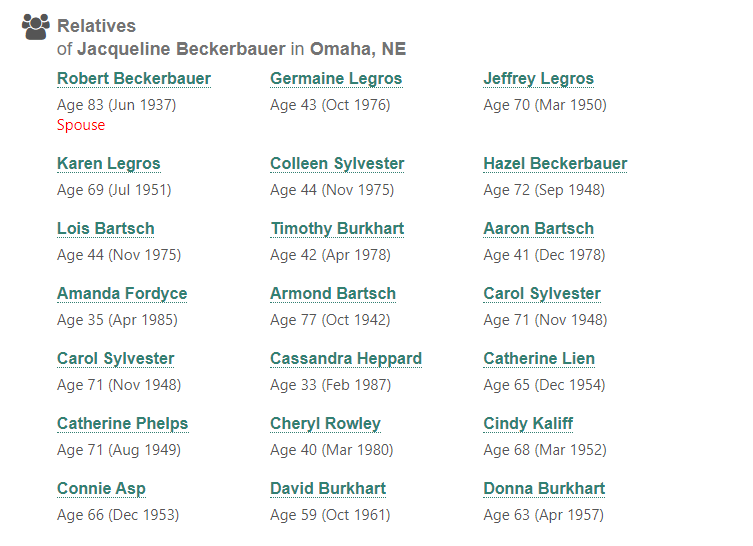 Relatives
of Jacqueline Beckerbauer in Omaha, NE
Robert Beckerbauer Germaine Legros Jeffrey Legros
Age 83 (Jun 1937) Age 43 (Oct 1976) Age 70 (Mar 1950)
Spouse
Karen Legros Colleen Sylvester Hazel Beckerbauer
Age 69 (Jul 1951) Age 44 (Nov 1975) Age 72 (Sep 1948)
Lois Bartsch Timothy Burkhart Aaron Bartsch
Age 44 (Nov 1975) Age 42 (Apr 1978) Age 41 (Dec 1978)
Amanda Fordyce Armond Bartsch Carol Sylvester
Age 35 (Apr 1985) Age 77 (Oct 1942) Age 71 (Nov 1948)
Carol Sylvester Cassandra Heppard Catherine Lien
Age 71 (Nov 1948) Age 33 (Feb 1987) Age 65 (Dec 1954)
Catherine Phelps Cheryl Rowley Cindy Kaliff
Age 71 (Aug 1949) Age 40 (Mar 1980) Age 68 (Mar 1952)
Connie Asp David Burkhart Donna Burkhart
Age 66 (Dec 1953) Age 59 (Oct 1961) Age 63 (Apr 1957)